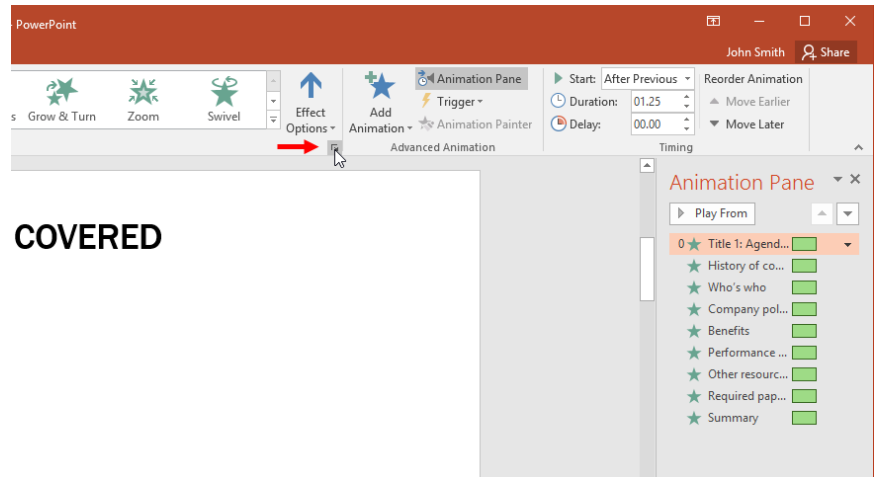 - PowerPoint
John Smith Share
Animation Pane Start: After Previous Reorder Animation
Trigger Duration: 01.25 Move Earlier
s Grow & Turn Zoom Swivel Effect Options Add Animation Animation Painter Delay: 00.00 Move Later
Advanced Animation Timing
Animation Pane
Play From
COVERED
0 Title 1: Agend...
History of co...
Who's who
Company pol...
Benefits
Performance ...
Other resourc...
Required pap...
Summary